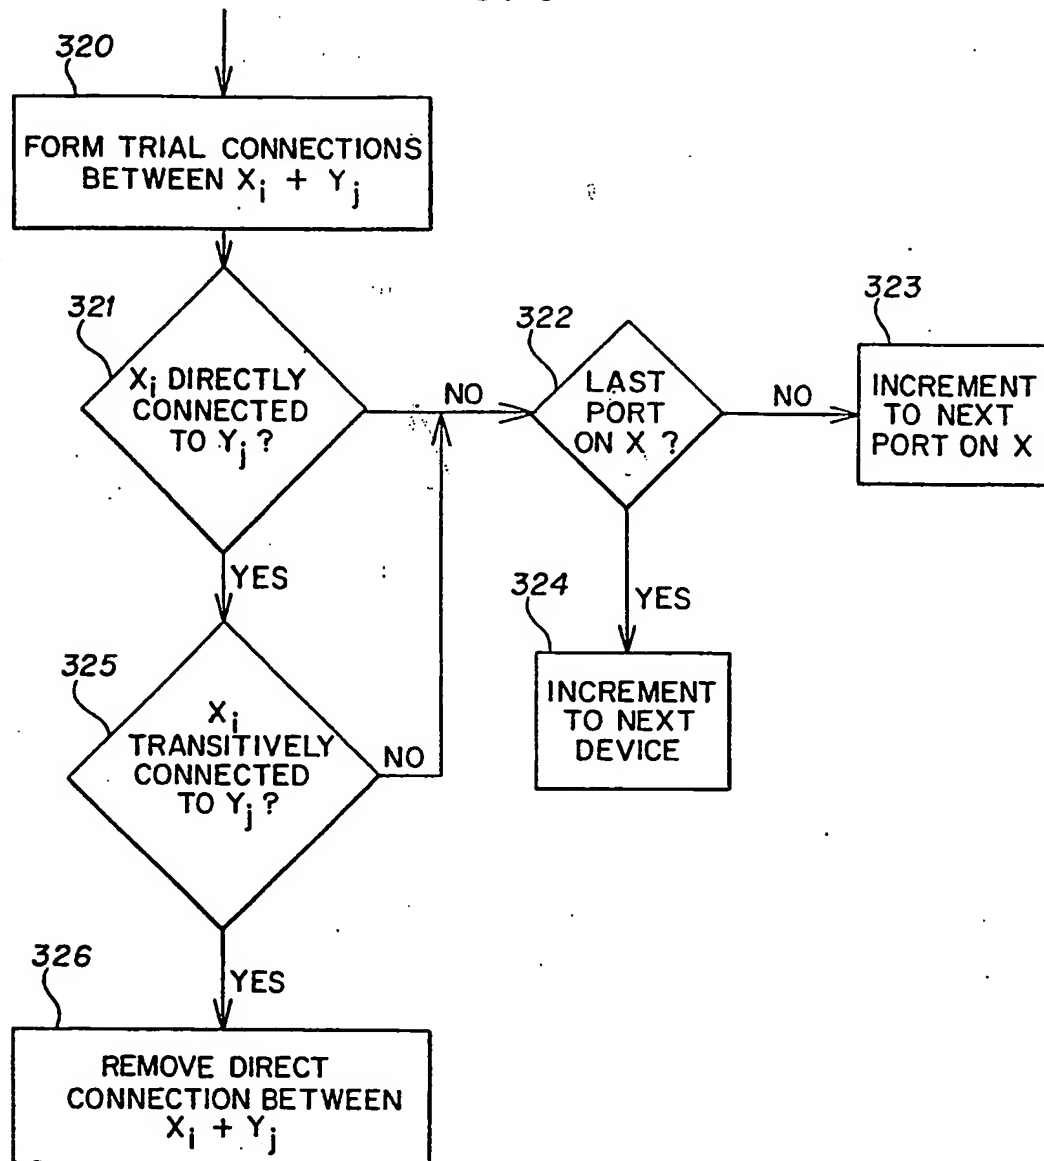 320
FORM TRIAL CONNECTIONS
BETWEEN Xi + Yj
321
Xi DIRECTLY
CONNECTED
TO Yj ?
NO
322
LAST
PORT
ON X ?
NO
323
INCREMENT
TO NEXT
PORT ON X
YES
324
YES
INCREMENT
TO NEXT
DEVICE
325
Xi
TRANSITIVELY
CONNECTED
TO Yj ?
NO
326
YES
REMOVE DIRECT
CONNECTION BETWEEN
Xi + Yj